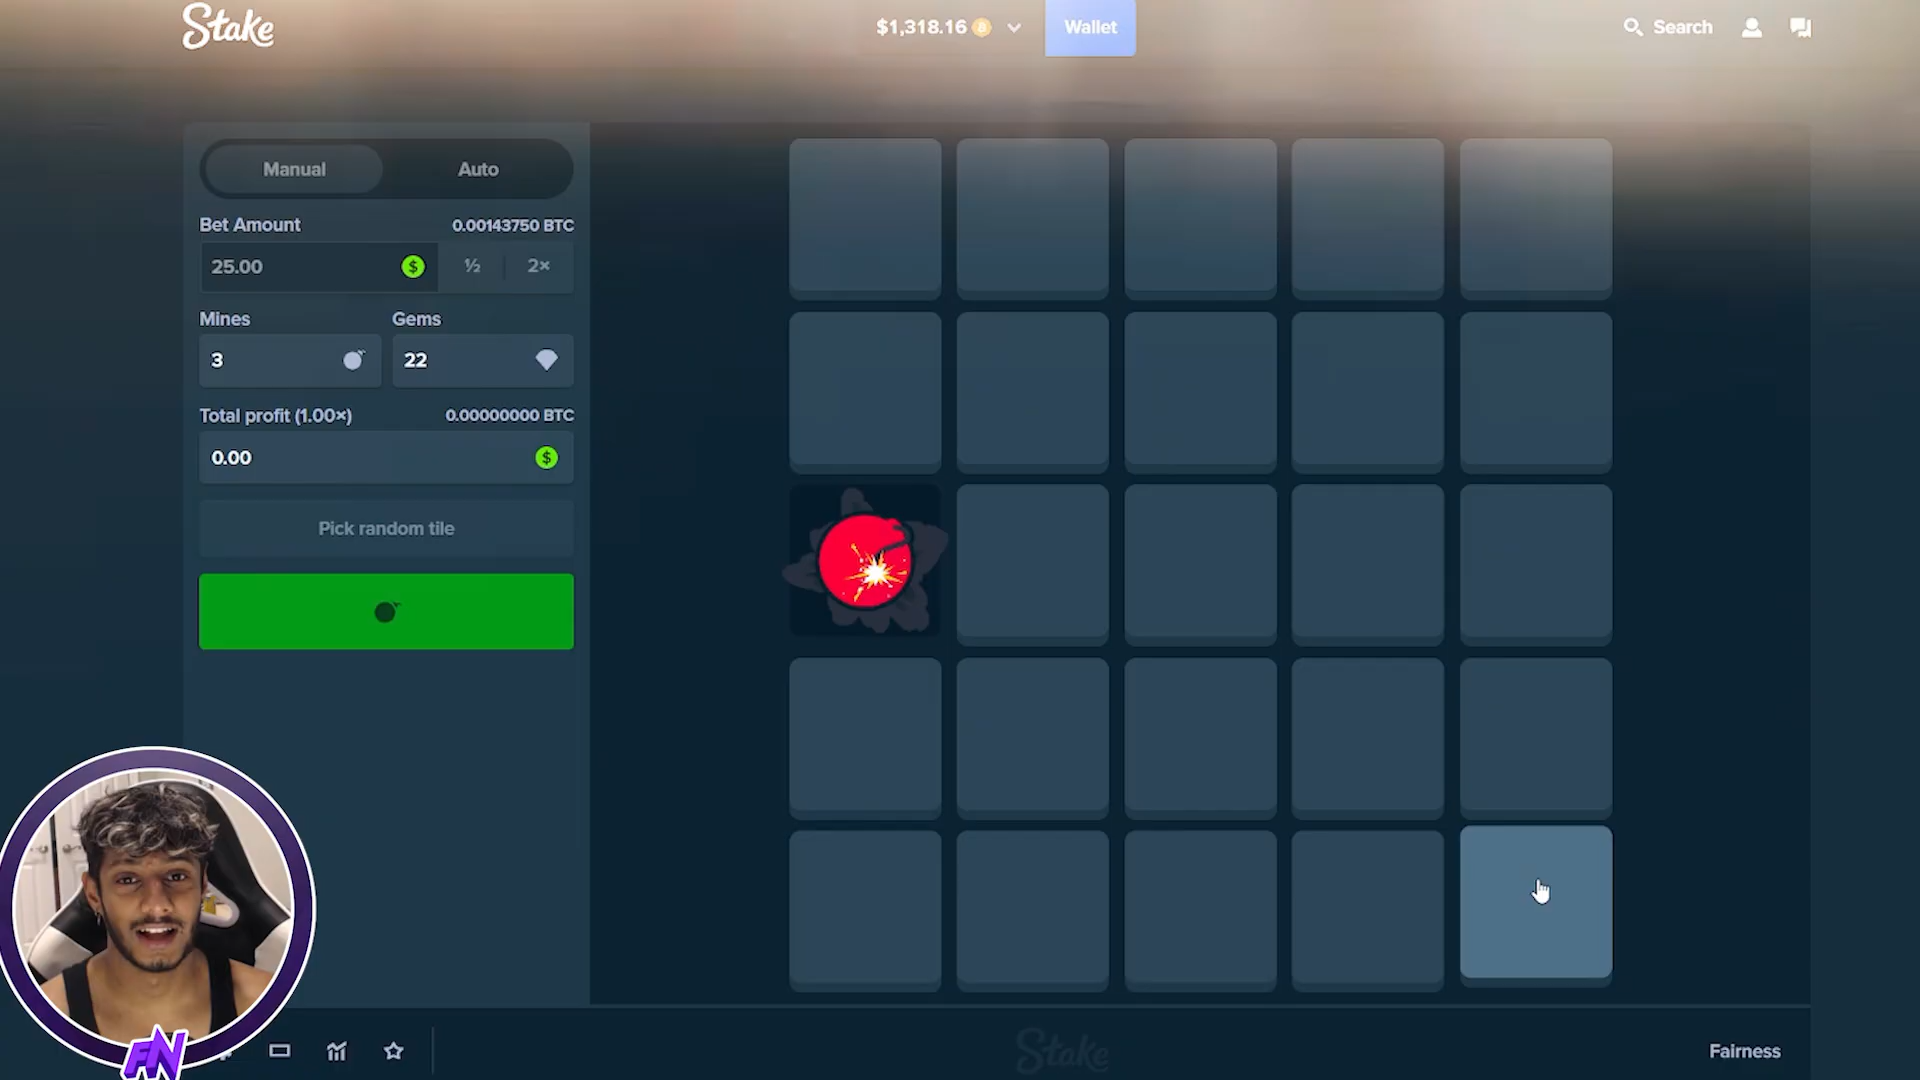 Stake
$1,318.16
Wallet
Search
Manual
Auto
Bet Amount
0.00143750 BTC
25.00
$
½
2×
Mines
Gems
3
22
Total profit (1.00×)
0.00000000 BTC
0.00
$
Pick random tile
FN
Stake
Fairness